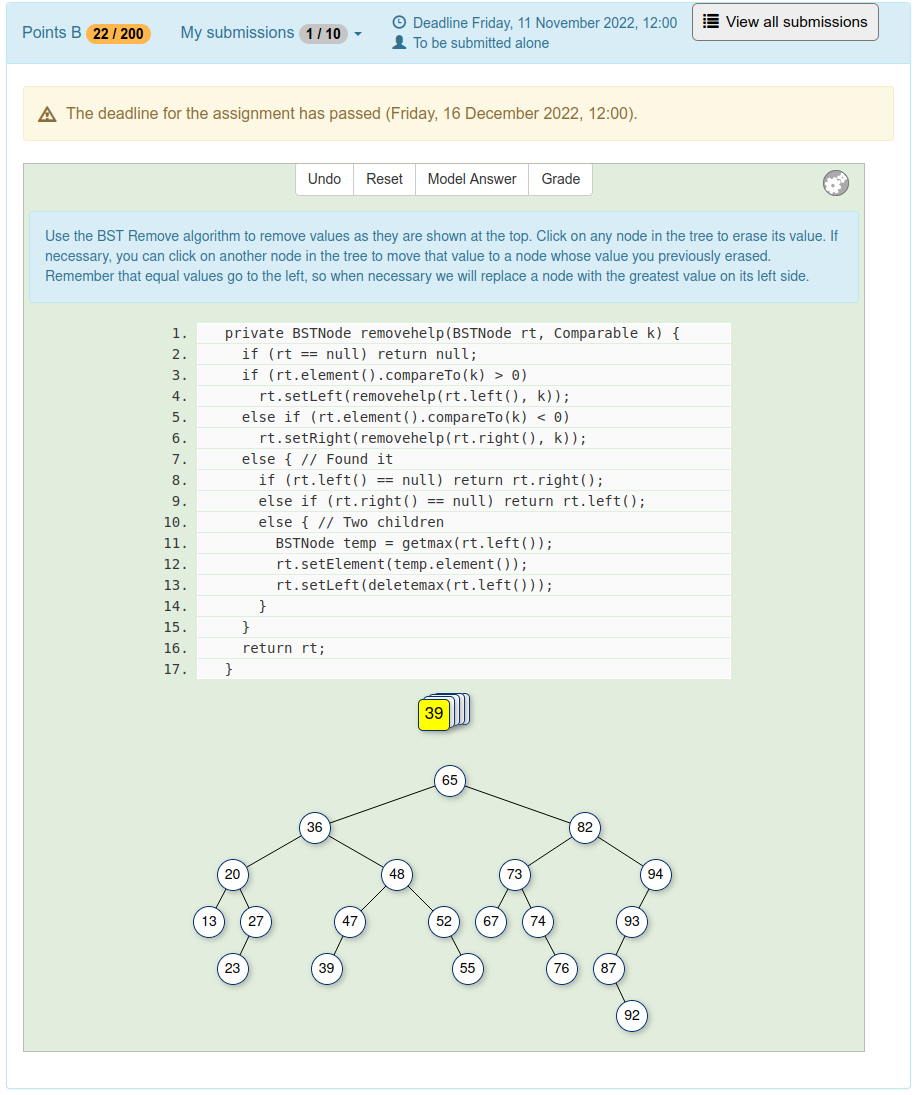 Points B 22 / 200 My submissions 1 / 10 Deadline Friday, 11 November 2022, 12:00 View all submissions
To be submitted alone
The deadline for the assignment has passed (Friday, 16 December 2022, 12:00).
Undo Reset Model Answer Grade
Use the BST Remove algorithm to remove values as they are shown at the top. Click on any node in the tree to erase its value. If
necessary, you can click on another node in the tree to move that value to a node whose value you previously erased.
Remember that equal values go to the left, so when necessary we will replace a node with the greatest value on its left side.
1. private BSTNode removehelp(BSTNode rt, Comparable k) {
2. if (rt == null) return null;
3. if (rt.element().compareTo(k) > 0)
4. rt.setLeft(removehelp(rt.left(), k));
5. else if (rt.element().compareTo(k) < 0)
6. rt.setRight(removehelp(rt.right(), k));
7. else { // Found it
8. if (rt.left() == null) return rt.right();
9. else if (rt.right() == null) return rt.left();
10. else { // Two children
11. BSTNode temp = getmax(rt.left());
12. rt.setElement(temp.element());
13. rt.setLeft(deletemax(rt.left()));
14. }
15. }
16. return rt;
17. }
39
65
36 82
20 48 73 94
13 27 47 52 67 74 93
23 39 55 76 87
92